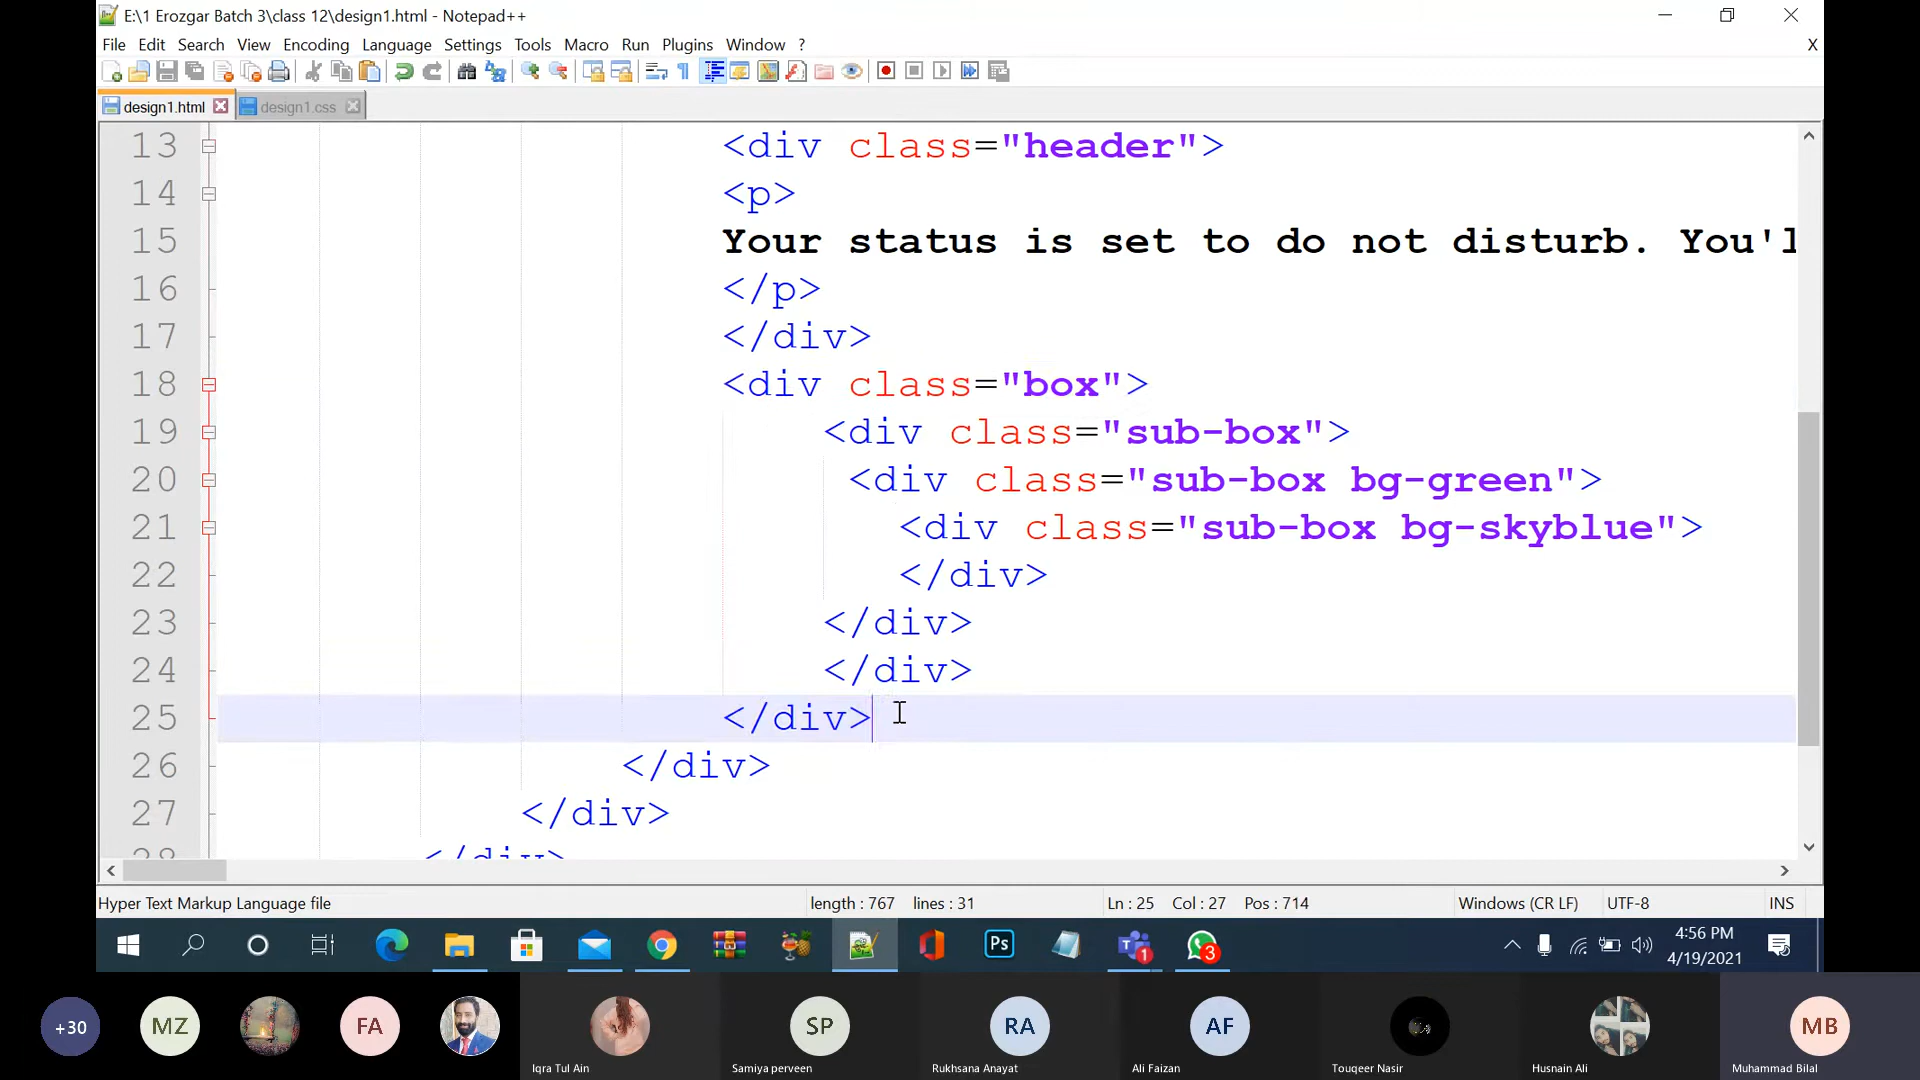 E:\1 Erozgar Batch 3\class 12\design1.html - Notepad++
File Edit Search View Encoding Language Settings Tools Macro Run Plugins Window ? X
design1.html design1.css
13 <div class="header">
14 <p>
15 Your status is set to do not disturb. You'l
16 </p>
17 </div>
18 <div class="box">
19 <div class="sub-box">
20 <div class="sub-box bg-green">
21 <div class="sub-box bg-skyblue">
22 </div>
23 </div>
24 </div>
25 </div>
26 </div>
27 </div>
28 </div>
Hyper Text Markup Language file length : 767 lines : 31 Ln : 25 Col : 27 Pos : 714 Windows (CR LF) UTF-8 INS
Ps 1 3 4:56 PM
4/19/2021
+30 MZ FA SP RA AF MB
Iqra Tul Ain Samiya perveen Rukhsana Anayat Ali Faizan Touqeer Nasir Husnain Ali Muhammad Bilal